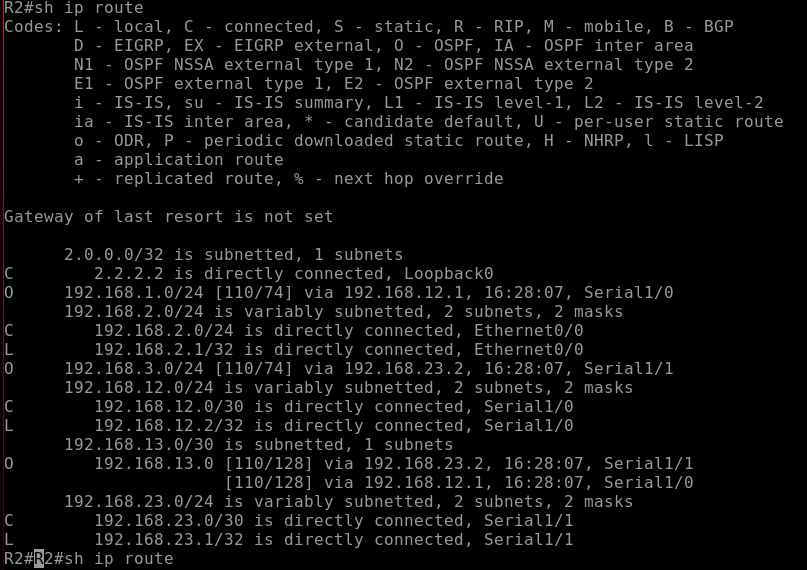 R2#sh ip route
Codes: L - local, C - connected, S - static, R - RIP, M - mobile, B - BGP
       D - EIGRP, EX - EIGRP external, O - OSPF, IA - OSPF inter area
       N1 - OSPF NSSA external type 1, N2 - OSPF NSSA external type 2
       E1 - OSPF external type 1, E2 - OSPF external type 2
       i - IS-IS, su - IS-IS summary, L1 - IS-IS level-1, L2 - IS-IS level-2
       ia - IS-IS inter area, * - candidate default, U - per-user static route
       o - ODR, P - periodic downloaded static route, H - NHRP, l - LISP
       a - application route
       + - replicated route, % - next hop override

Gateway of last resort is not set

      2.0.0.0/32 is subnetted, 1 subnets
C        2.2.2.2 is directly connected, Loopback0
O     192.168.1.0/24 [110/74] via 192.168.12.1, 16:28:07, Serial1/0
      192.168.2.0/24 is variably subnetted, 2 subnets, 2 masks
C        192.168.2.0/24 is directly connected, Ethernet0/0
L        192.168.2.1/32 is directly connected, Ethernet0/0
O     192.168.3.0/24 [110/74] via 192.168.23.2, 16:28:07, Serial1/1
      192.168.12.0/24 is variably subnetted, 2 subnets, 2 masks
C        192.168.12.0/30 is directly connected, Serial1/0
L        192.168.12.2/32 is directly connected, Serial1/0
      192.168.13.0/30 is subnetted, 1 subnets
O        192.168.13.0 [110/128] via 192.168.23.2, 16:28:07, Serial1/1
                      [110/128] via 192.168.12.1, 16:28:07, Serial1/0
      192.168.23.0/24 is variably subnetted, 2 subnets, 2 masks
C        192.168.23.0/30 is directly connected, Serial1/1
L        192.168.23.1/32 is directly connected, Serial1/1
R2#R2#sh ip route